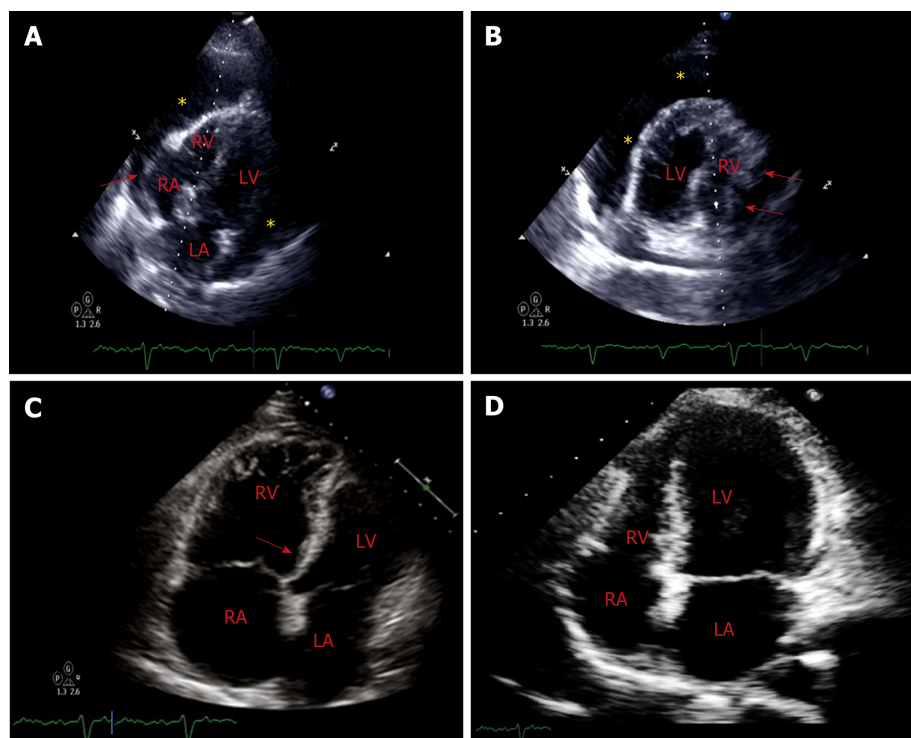 A
*
RV
RA
LV
*
LA
x
x
G
P
R
1.3 2.6
B
*
*
LV
RV
x
x
G
P
R
1.3 2.6
C
RV
LV
RA
LA
G
P
R
1.3 2.6
D
LV
RV
RA
LA